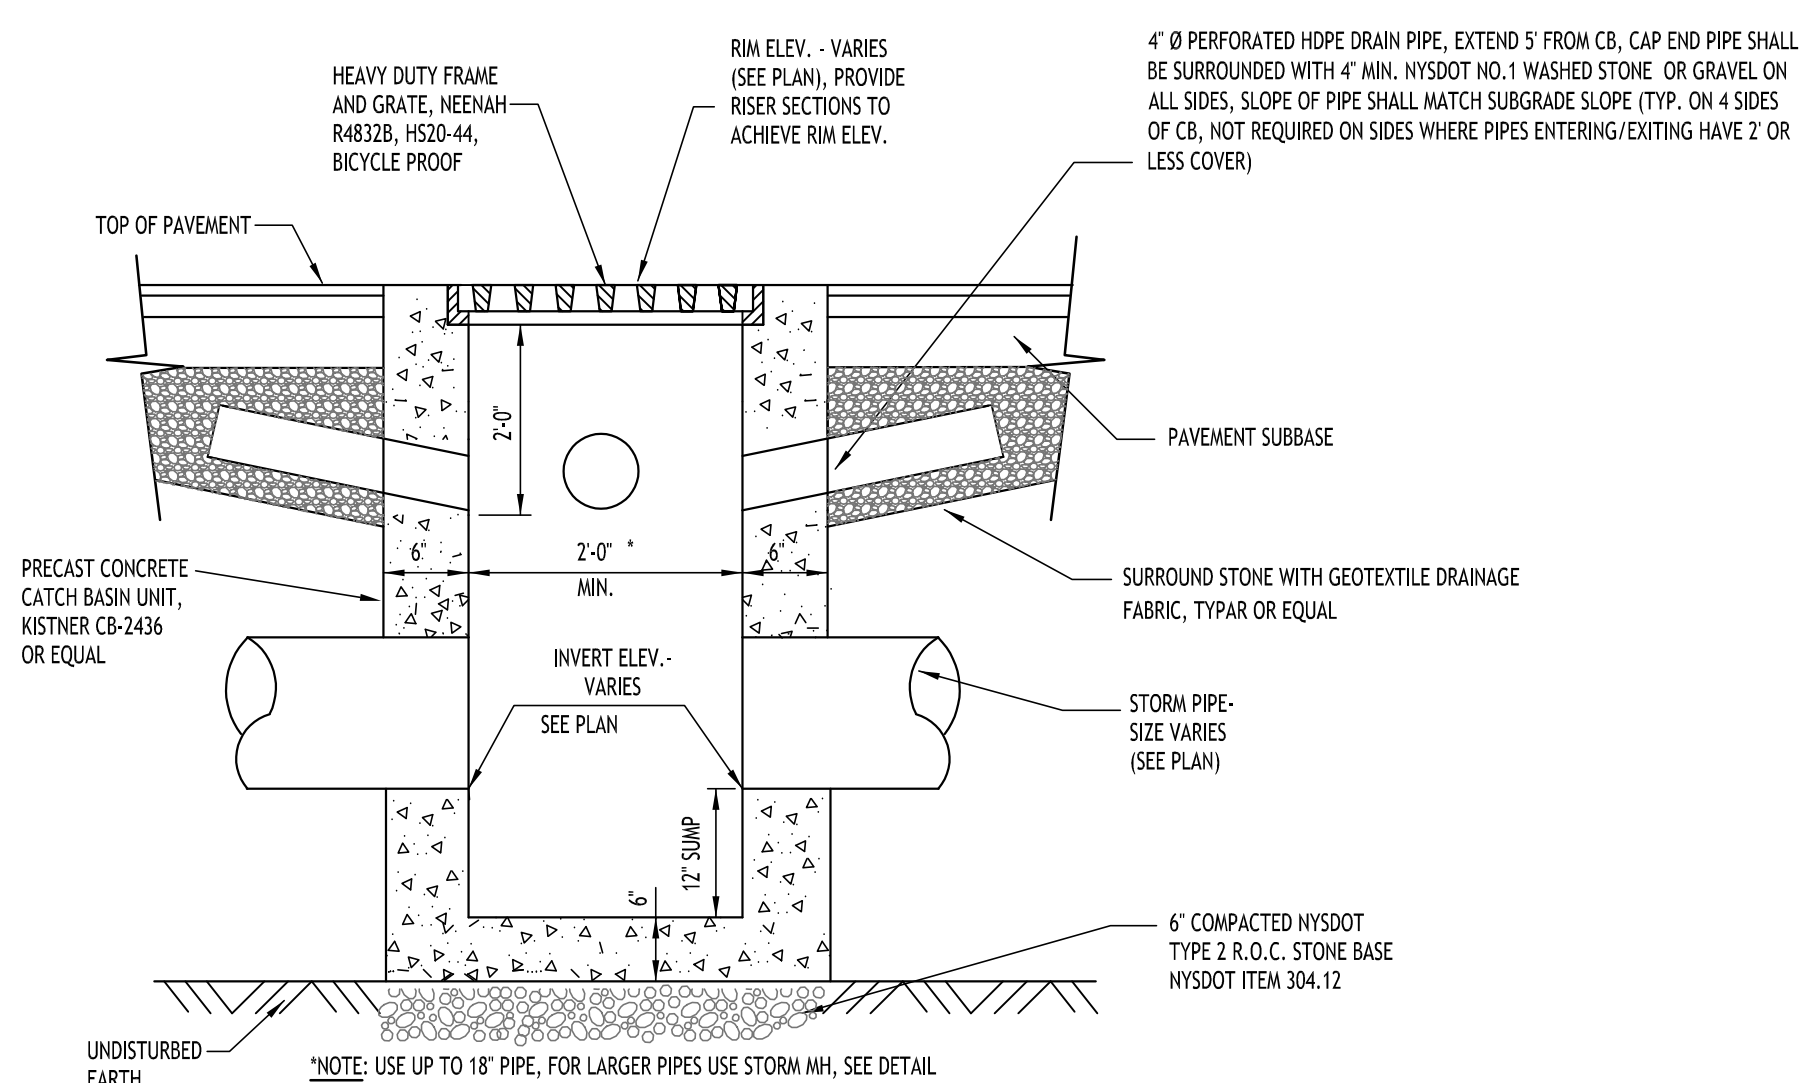 HEAVY DUTY FRAME
AND GRATE, NEENAH
R4832B, HS20-44,
BICYCLE PROOF
RIM ELEV. - VARIES
(SEE PLAN), PROVIDE
RISER SECTIONS TO
ACHIEVE RIM ELEV.
4" Ø PERFORATED HDPE DRAIN PIPE, EXTEND 5' FROM CB, CAP END PIPE SHALL
BE SURROUNDED WITH 4" MIN. NYSDOT NO.1 WASHED STONE OR GRAVEL ON
ALL SIDES, SLOPE OF PIPE SHALL MATCH SUBGRADE SLOPE (TYP. ON 4 SIDES
OF CB, NOT REQUIRED ON SIDES WHERE PIPES ENTERING/EXITING HAVE 2' OR
LESS COVER)
TOP OF PAVEMENT
2'-0"
PAVEMENT SUBBASE
6"
2'-0" *
MIN.
6"
PRECAST CONCRETE
CATCH BASIN UNIT,
KISTNER CB-2436
OR EQUAL
SURROUND STONE WITH GEOTEXTILE DRAINAGE
FABRIC, TYPAR OR EQUAL
INVERT ELEV.-
VARIES
SEE PLAN
STORM PIPE-
SIZE VARIES
(SEE PLAN)
12" SUMP
6"
6" COMPACTED NYSDOT
TYPE 2 R.O.C. STONE BASE
NYSDOT ITEM 304.12
UNDISTURBED
EARTH
*NOTE: USE UP TO 18" PIPE, FOR LARGER PIPES USE STORM MH, SEE DETAIL